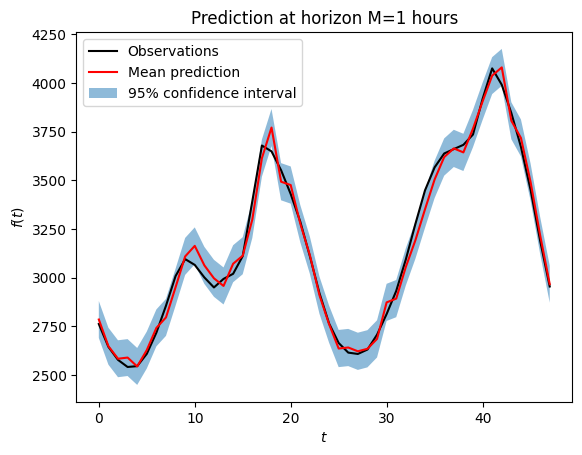 Prediction at horizon M=1 hours
Observations
Mean prediction
95% confidence interval
4250
4000
3750
3500
3250
3000
2750
2500
f(t)
0 10 20 30 40
t